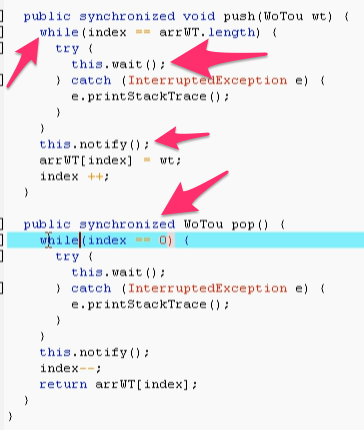 public synchronized void push(WoTou wt) {
while(index == arrWT.length) {
try {
this.wait();
} catch (InterruptedException e) {
e.printStackTrace();
}
}
this.notify();
arrWT[index] = wt;
index ++;
}
public synchronized WoTou pop() {
while(index == 0) {
try {
this.wait();
} catch (InterruptedException e) {
e.printStackTrace();
}
}
this.notify();
index--;
return arrWT[index];
}
}